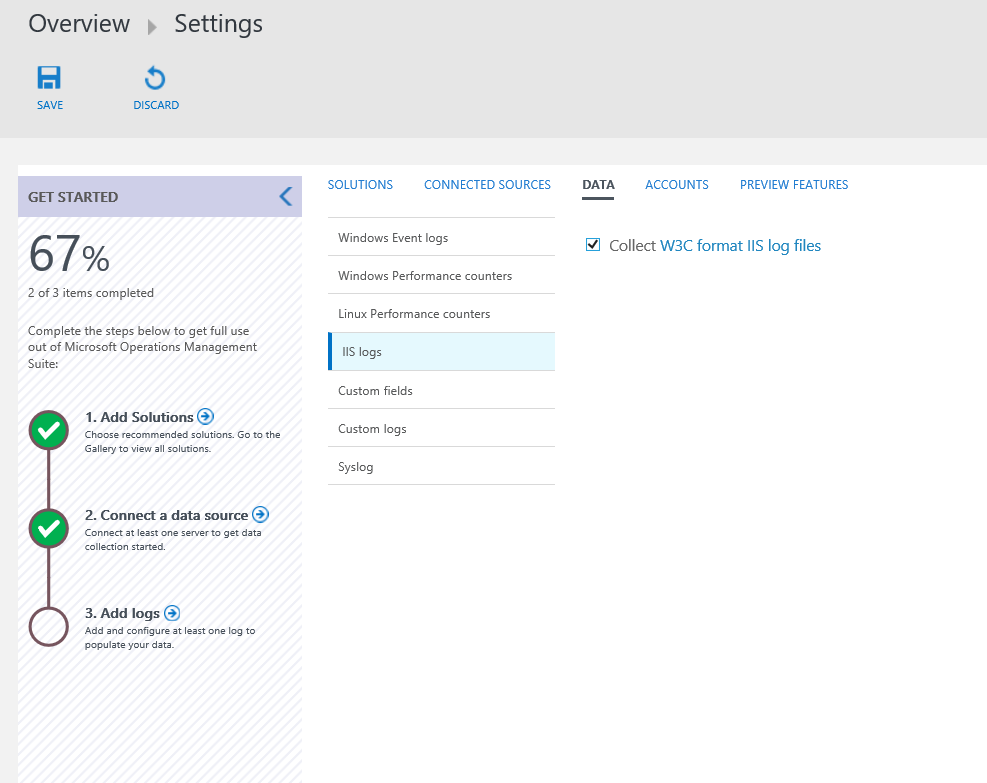 Overview Settings
SAVE DISCARD
GET STARTED
67%
2 of 3 items completed
Complete the steps below to get full use
out of Microsoft Operations Management
Suite:
1. Add Solutions
Choose recommended solutions. Go to the
Gallery to view all solutions.
2. Connect a data source
Connect at least one server to get data
collection started.
3. Add logs
Add and configure at least one log to
populate your data.
SOLUTIONS CONNECTED SOURCES DATA ACCOUNTS PREVIEW FEATURES
Windows Event logs
Windows Performance counters
Linux Performance counters
IIS logs
Custom fields
Custom logs
Syslog
Collect W3C format IIS log files